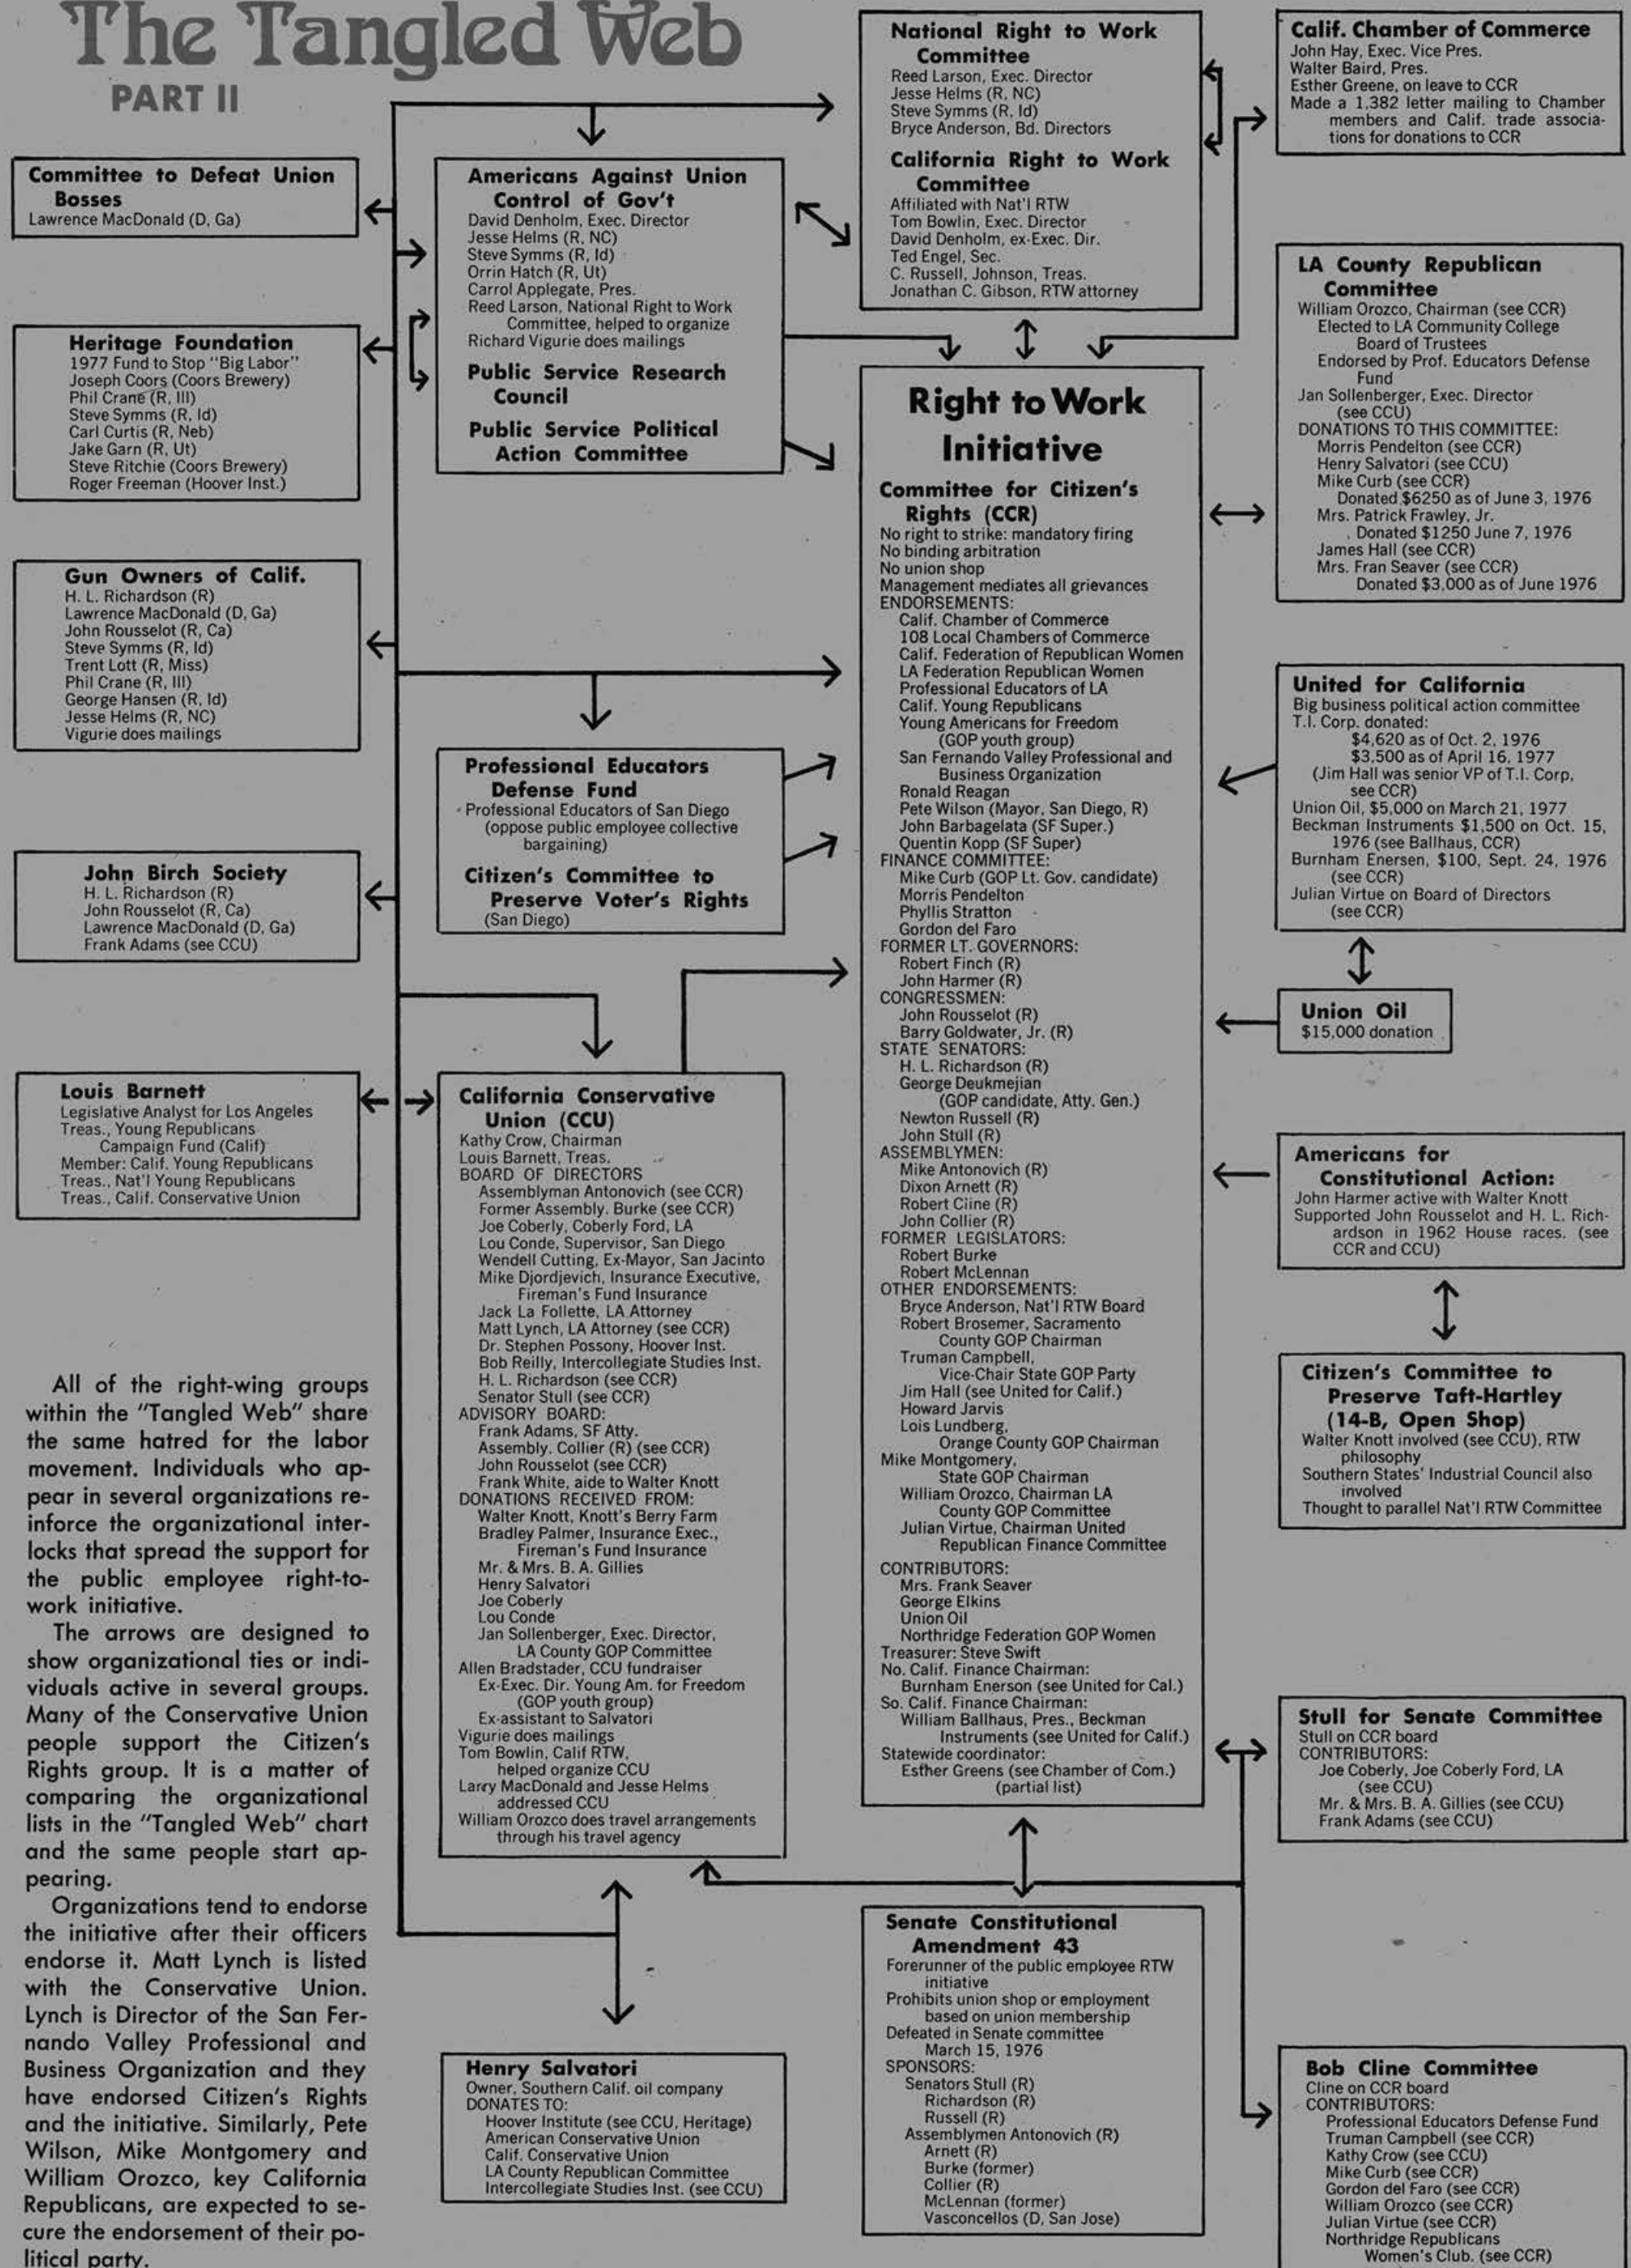 The Tangled Web
PART II
Committee to Defeat Union
Bosses
Lawrence MacDonald (D, Ga)
Heritage Foundation
1977 Fund to Stop "Big Labor"
Joseph Coors (Coors Brewery)
Phil Crane (R, Ill)
Steve Symms (R, Id)
Carl Curtis (R, Neb)
Jake Garn (R, Ut)
Steve Ritchie (Coors Brewery)
Roger Freeman (Hoover Inst.)
Gun Owners of Calif.
H. L. Richardson (R)
Lawrence MacDonald (D, Ga)
John Rousselot (R, Ca)
Steve Symms (R, Id)
Trent Lott (R, Miss)
Phil Crane (R, Ill)
George Hansen (R, Id)
Jesse Helms (R, NC)
Vigurie does mailings
John Birch Society
H. L. Richardson (R)
John Rousselot (R, Ca)
Lawrence MacDonald (D, Ga)
Frank Adams (see CCU)
Louis Barnett
Legislative Analyst for Los Angeles
Treas., Young Republicans
Campaign Fund (Calif)
Member: Calif. Young Republicans
Treas., Nat'l Young Republicans
Treas., Calif. Conservative Union
All of the right-wing groups
within the "Tangled Web" share
the same hatred for the labor
movement. Individuals who ap-
pear in several organizations re-
inforce the organizational inter-
locks that spread the support for
the public employee right-to-
work initiative.
The arrows are designed to
show organizational ties or indi-
viduals active in several groups.
Many of the Conservative Union
people support the Citizen's
Rights group. It is a matter of
comparing the organizational
lists in the "Tangled Web" chart
and the same people start ap-
pearing.
Organizations tend to endorse
the initiative after their officers
endorse it. Matt Lynch is listed
with the Conservative Union.
Lynch is Director of the San Fer-
nando Valley Professional and
Business Organization and they
have endorsed Citizen's Rights
and the initiative. Similarly, Pete
Wilson, Mike Montgomery and
William Orozco, key California
Republicans, are expected to se-
cure the endorsement of their po-
litical party.
Americans Against Union
Control of Gov't
David Denholm, Exec. Director
Jesse Helms (R, NC)
Steve Symms (R, Id)
Orrin Hatch (R, Ut)
Carrol Applegate, Pres.
Reed Larson, National Right to Work
Committee, helped to organize
Richard Vigurie does mailings
Public Service Research
Council
Public Service Political
Action Committee
Professional Educators
Defense Fund
Professional Educators of San Diego
(oppose public employee collective
bargaining)
Citizen's Committee to
Preserve Voter's Rights
(San Diego)
California Conservative
Union (CCU)
Kathy Crow, Chairman
Louis Barnett, Treas.
BOARD OF DIRECTORS
Assemblyman Antonovich (see CCR)
Former Assembly. Burke (see CCR)
Joe Coberly, Coberly Ford, LA
Lou Conde, Supervisor, San Diego
Wendell Cutting, Ex-Mayor, San Jacinto
Mike Djordjevich, Insurance Executive,
Fireman's Fund Insurance
Jack La Follette, LA Attorney
Matt Lynch, LA Attorney (see CCR)
Dr. Stephen Possony, Hoover Inst.
Bob Reilly, Intercollegiate Studies Inst.
H. L. Richardson (see CCR)
Senator Stull (see CCR)
ADVISORY BOARD:
Frank Adams, SF Atty.
Assembly. Collier (R) (see CCR)
John Rousselot (see CCR)
Frank White, aide to Walter Knott
DONATIONS RECEIVED FROM:
Walter Knott, Knott's Berry Farm
Bradley Palmer, Insurance Exec.,
Fireman's Fund Insurance
Mr. & Mrs. B. A. Gillies
Henry Salvatori
Joe Coberly
Lou Conde
Jan Sollenberger, Exec. Director,
LA County GOP Committee
Allen Bradstader, CCU fundraiser
Ex-Exec. Dir. Young Am. for Freedom
(GOP youth group)
Ex-assistant to Salvatori
Vigurie does mailings
Tom Bowlin, Calif RTW,
helped organize CCU
Larry MacDonald and Jesse Helms
addressed CCU
William Orozco does travel arrangements
through his travel agency
Henry Salvatori
Owner, Southern Calif. oil company
DONATES TO:
Hoover Institute (see CCU, Heritage)
American Conservative Union
Calif. Conservative Union
LA County Republican Committee
Intercollegiate Studies Inst. (see CCU)
National Right to Work
Committee
Reed Larson, Exec. Director
Jesse Helms (R, NC)
Steve Symms (R, Id)
Bryce Anderson, Bd. Directors
California Right to Work
Committee
Affiliated with Nat'l RTW
Tom Bowlin, Exec. Director
David Denholm, ex-Exec. Dir.
Ted Engel, Sec.
C. Russell, Johnson, Treas.
Jonathan C. Gibson, RTW attorney
Right to Work
Initiative
Committee for Citizen's
Rights (CCR)
No right to strike: mandatory firing
No binding arbitration
No union shop
Management mediates all grievances
ENDORSEMENTS:
Calif. Chamber of Commerce
108 Local Chambers of Commerce
Calif. Federation of Republican Women
LA Federation Republican Women
Professional Educators of LA
Calif. Young Republicans
Young Americans for Freedom
(GOP youth group)
San Fernando Valley Professional and
Business Organization
Ronald Reagan
Pete Wilson (Mayor, San Diego, R)
John Barbagelata (SF Super.)
Quentin Kopp (SF Super)
FINANCE COMMITTEE:
Mike Curb (GOP Lt. Gov. candidate)
Morris Pendelton
Phyllis Stratton
Gordon del Faro
FORMER LT. GOVERNORS:
Robert Finch (R)
John Harmer (R)
CONGRESSMEN:
John Rousselot (R)
Barry Goldwater, Jr. (R)
STATE SENATORS:
H. L. Richardson (R)
George Deukmejian
(GOP candidate, Atty. Gen.)
Newton Russell (R)
John Stull (R)
ASSEMBLYMEN:
Mike Antonovich (R)
Dixon Arnett (R)
Robert Cline (R)
John Collier (R)
FORMER LEGISLATORS:
Robert Burke
Robert McLennan
OTHER ENDORSEMENTS:
Bryce Anderson, Nat'l RTW Board
Robert Brosemer, Sacramento
County GOP Chairman
Truman Campbell,
Vice-Chair State GOP Party
Jim Hall (see United for Calif.)
Howard Jarvis
Lois Lundberg,
Orange County GOP Chairman
Mike Montgomery,
State GOP Chairman
William Orozco, Chairman LA
County GOP Committee
Julian Virtue, Chairman United
Republican Finance Committee
CONTRIBUTORS:
Mrs. Frank Seaver
George Elkins
Union Oil
Northridge Federation GOP Women
Treasurer: Steve Swift
No. Calif. Finance Chairman:
Burnham Enerson (see United for Cal.)
So. Calif. Finance Chairman:
William Ballhaus, Pres., Beckman
Instruments (see United for Calif.)
Statewide coordinator:
Esther Greens (see Chamber of Com.)
(partial list)
Senate Constitutional
Amendment 43
Forerunner of the public employee RTW
initiative
Prohibits union shop or employment
based on union membership
Defeated in Senate committee
March 15, 1976
SPONSORS:
Senators Stull (R)
Richardson (R)
Russell (R)
Assemblymen Antonovich (R)
Arnett (R)
Burke (former)
Collier (R)
McLennan (former)
Vasconcellos (D, San Jose)
Calif. Chamber of Commerce
John Hay, Exec. Vice Pres.
Walter Baird, Pres.
Esther Greene, on leave to CCR
Made a 1,382 letter mailing to Chamber
members and Calif. trade associa-
tions for donations to CCR
LA County Republican
Committee
William Orozco, Chairman (see CCR)
Elected to LA Community College
Board of Trustees
Endorsed by Prof. Educators Defense
Fund
Jan Sollenberger, Exec. Director
(see CCU)
DONATIONS TO THIS COMMITTEE:
Morris Pendelton (see CCR)
Henry Salvatori (see CCU)
Mike Curb (see CCR)
Donated $6250 as of June 3, 1976
Mrs. Patrick Frawley, Jr.
Donated $1250 June 7, 1976
James Hall (see CCR)
Mrs. Fran Seaver (see CCR)
Donated $3,000 as of June 1976
United for California
Big business political action committee
T.I. Corp. donated:
$4,620 as of Oct. 2, 1976
$3,500 as of April 16, 1977
(Jim Hall was senior VP of T.I. Corp,
see CCR)
Union Oil, $5,000 on March 21, 1977
Beckman Instruments $1,500 on Oct. 15,
1976 (see Ballhaus, CCR)
Burnham Enersen, $100, Sept. 24, 1976
(see CCR)
Julian Virtue on Board of Directors
(see CCR)
Union Oil
$15,000 donation
Americans for
Constitutional Action:
John Harmer active with Walter Knott
Supported John Rousselot and H. L. Rich-
ardson in 1962 House races. (see
CCR and CCU)
Citizen's Committee to
Preserve Taft-Hartley
(14-B, Open Shop)
Walter Knott involved (see CCU), RTW
philosophy
Southern States' Industrial Council also
involved
Thought to parallel Nat'l RTW Committee
Stull for Senate Committee
Stull on CCR board
CONTRIBUTORS:
Joe Coberly, Joe Coberly Ford, LA
(see CCU)
Mr. & Mrs. B. A. Gillies (see CCU)
Frank Adams (see CCU)
Bob Cline Committee
Cline on CCR board
CONTRIBUTORS:
Professional Educators Defense Fund
Truman Campbell (see CCR)
Kathy Crow (see CCU)
Mike Curb (see CCR)
Gordon del Faro (see CCR)
William Orozco (see CCR)
Julian Virtue (see CCR)
Northridge Republicans
Women's Club. (see CCR)